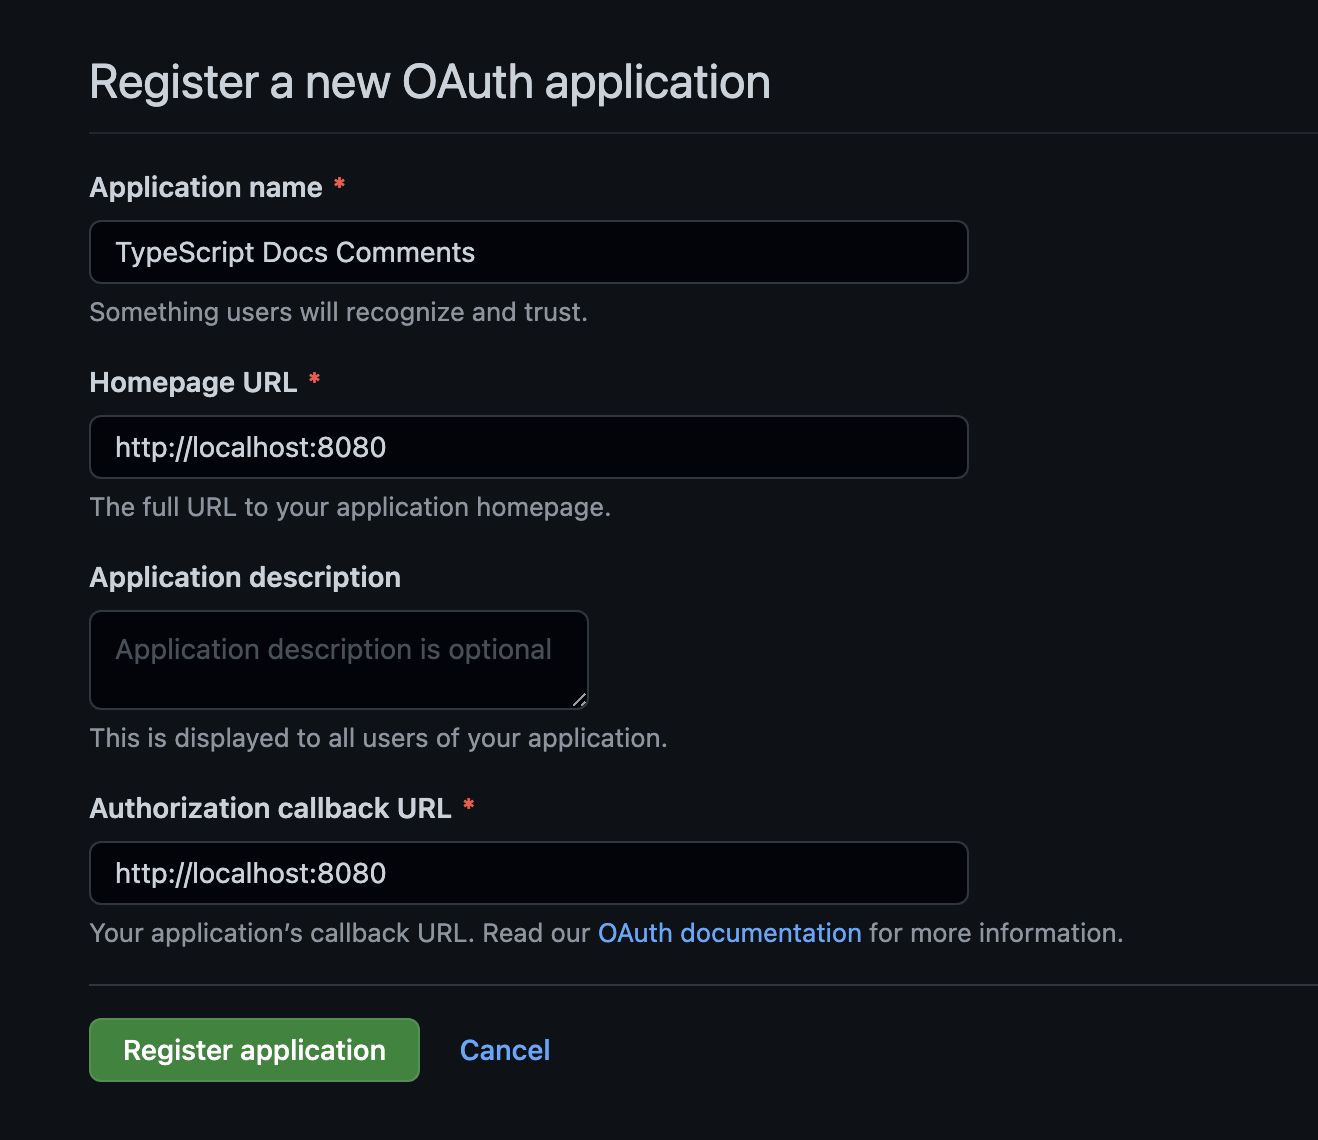 Register a new OAuth application
Application name *
TypeScript Docs Comments
Something users will recognize and trust.
Homepage URL *
http://localhost:8080
The full URL to your application homepage.
Application description
Application description is optional
This is displayed to all users of your application.
Authorization callback URL *
http://localhost:8080
Your application’s callback URL. Read our OAuth documentation for more information.
Register application Cancel